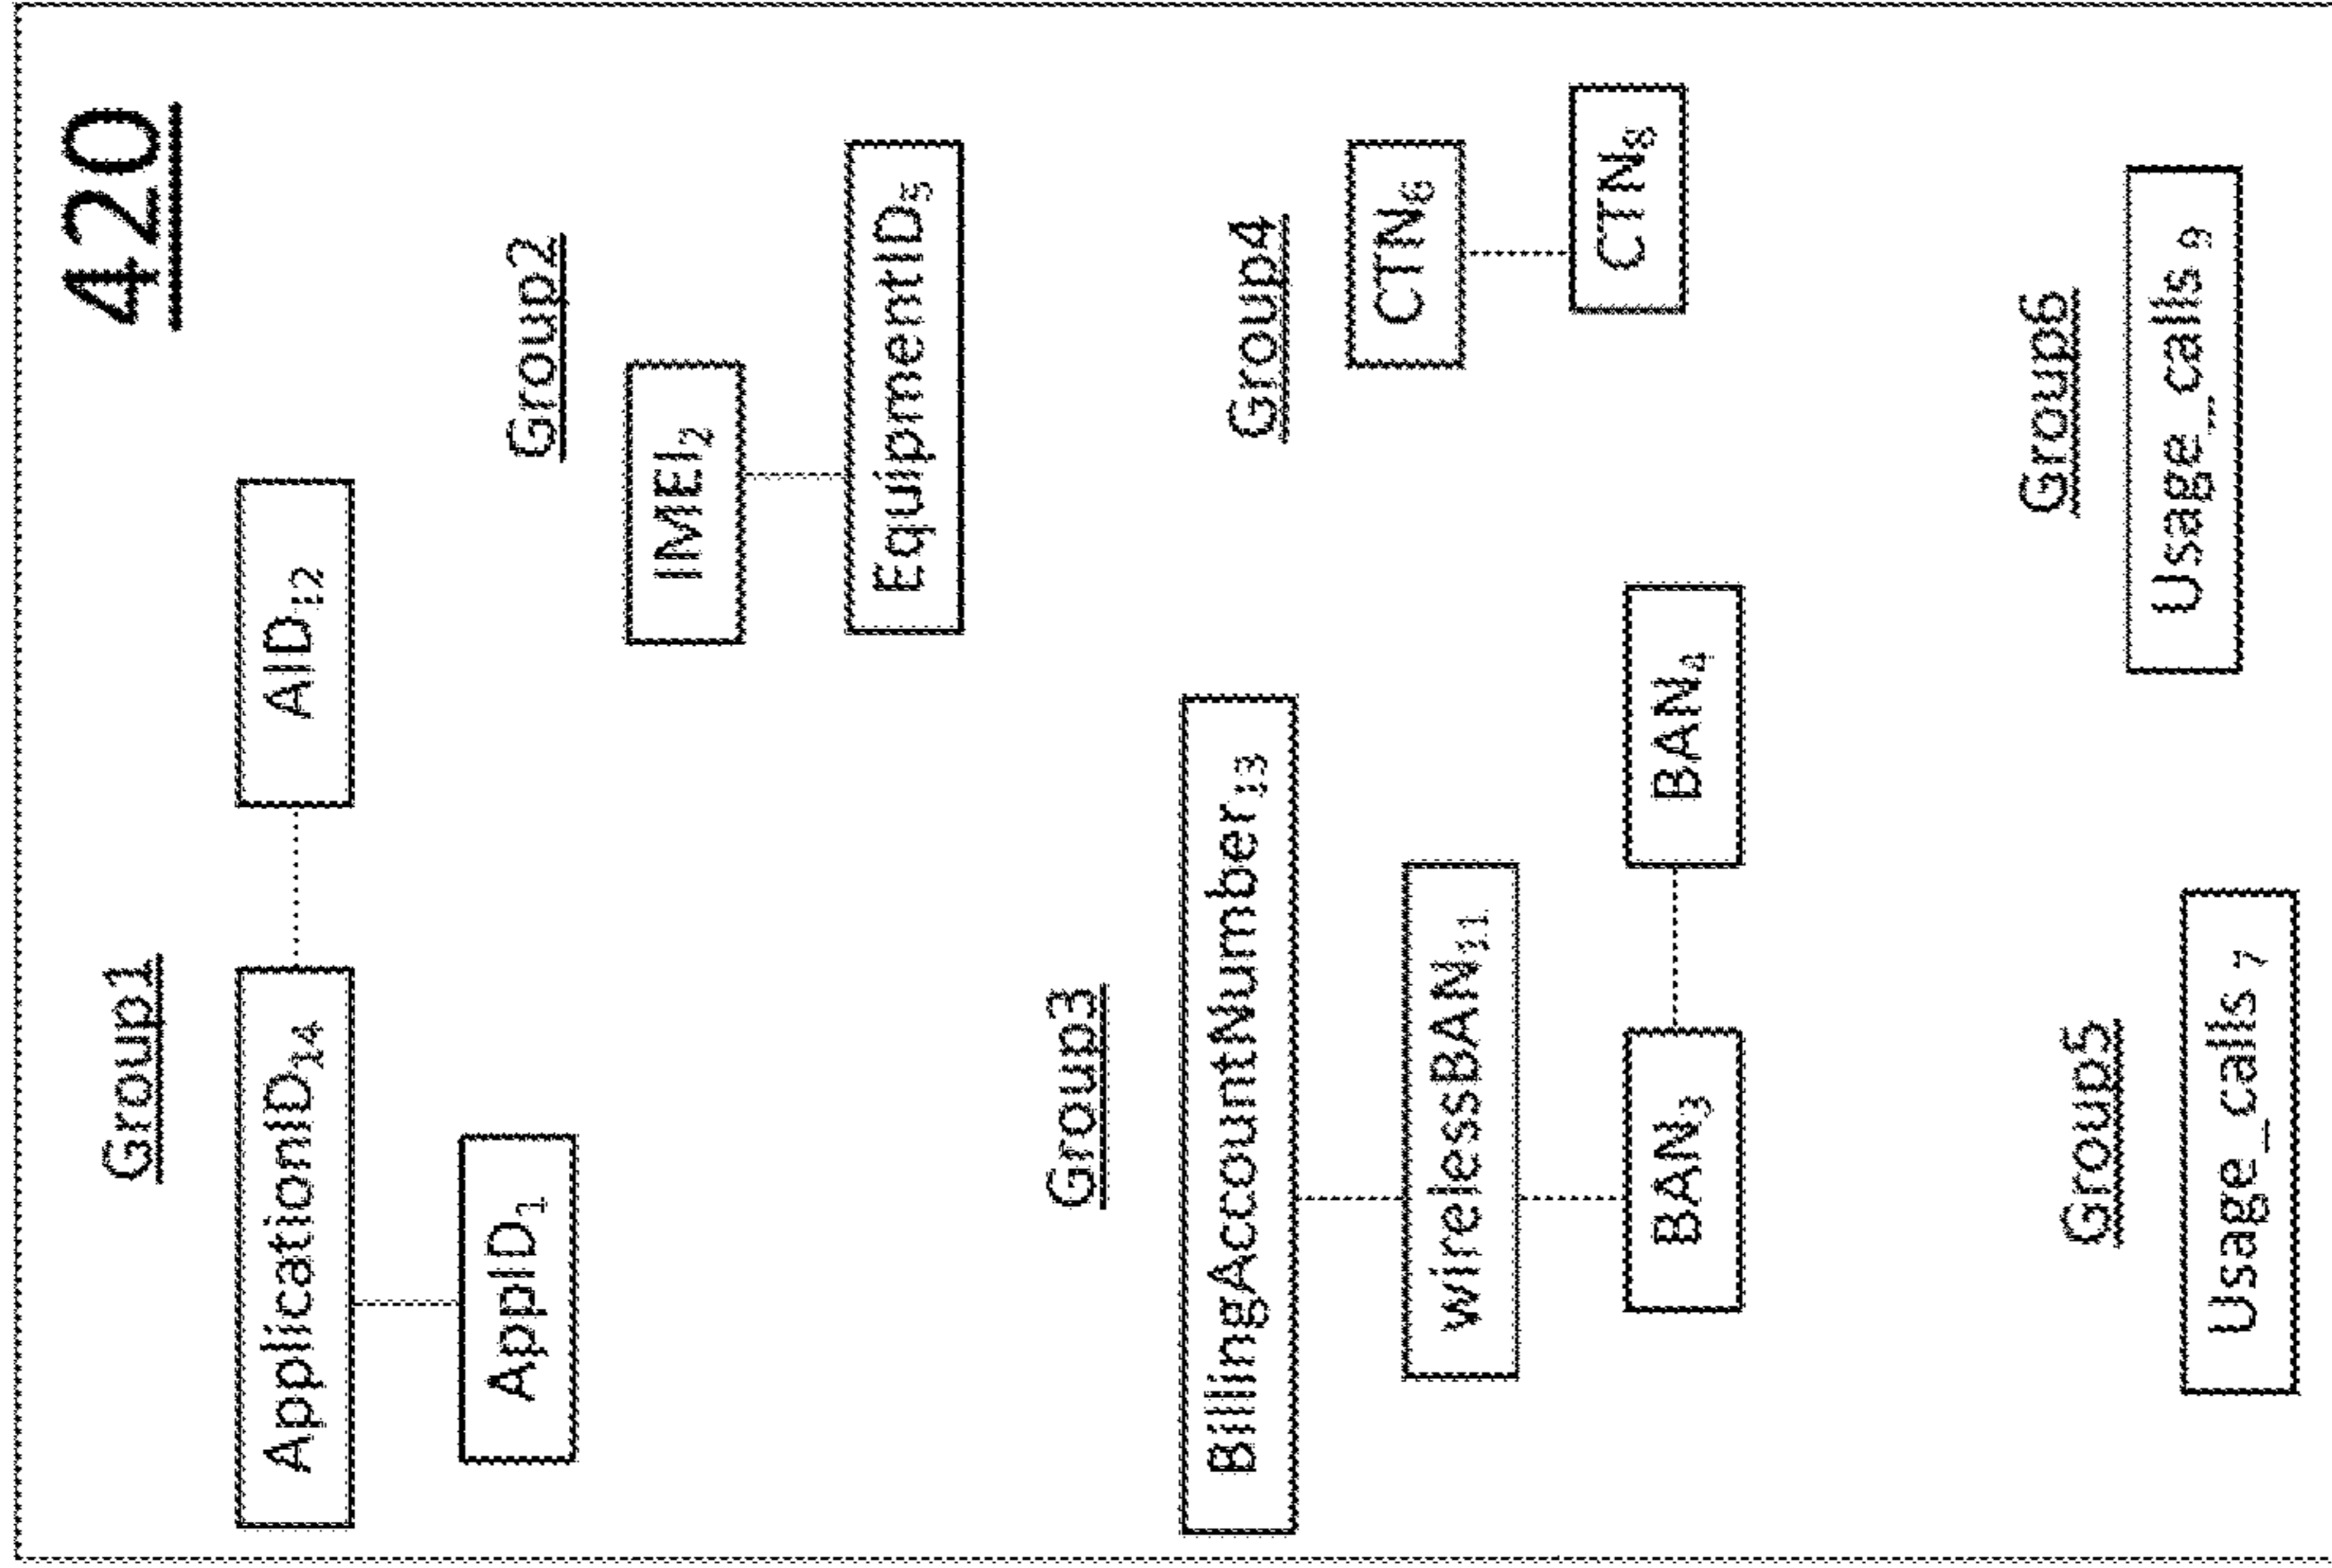 420
Group1
ApplicationID14
AID12
AppID1
Group2
IMEI2
EquipmentID5
Group3
BillingAccountNumber13
wirelessBAN11
BAN3
BAN4
Group4
CTN6
CTN8
Group5
Usage_calls 7
Group6
Usage_calls 9